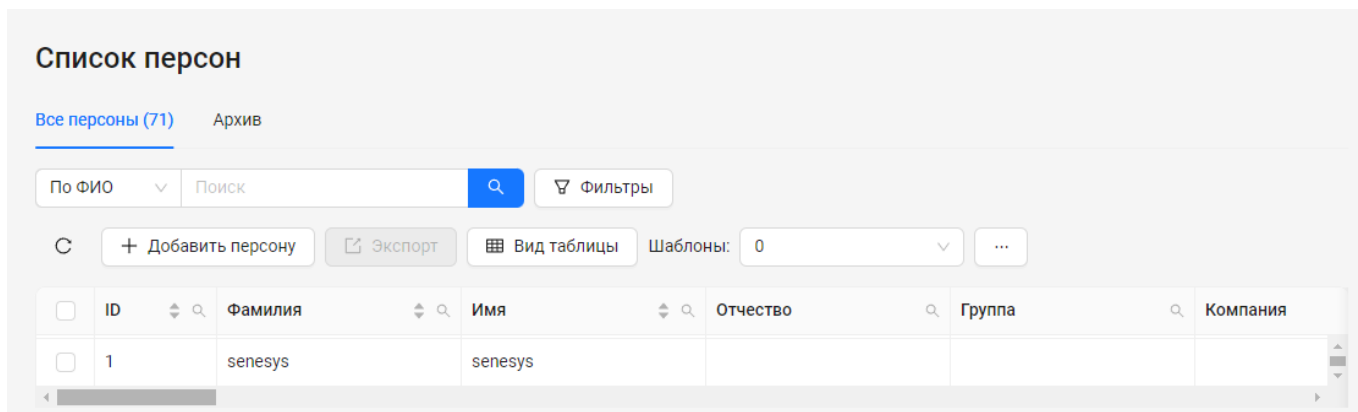 Список персон
Все персоны (71) Архив
По ФИО Поиск Фильтры
Добавить персону Экспорт Вид таблицы Шаблоны: 0 ...
ID Фамилия Имя Отчество Группа Компания
1 senesys senesys